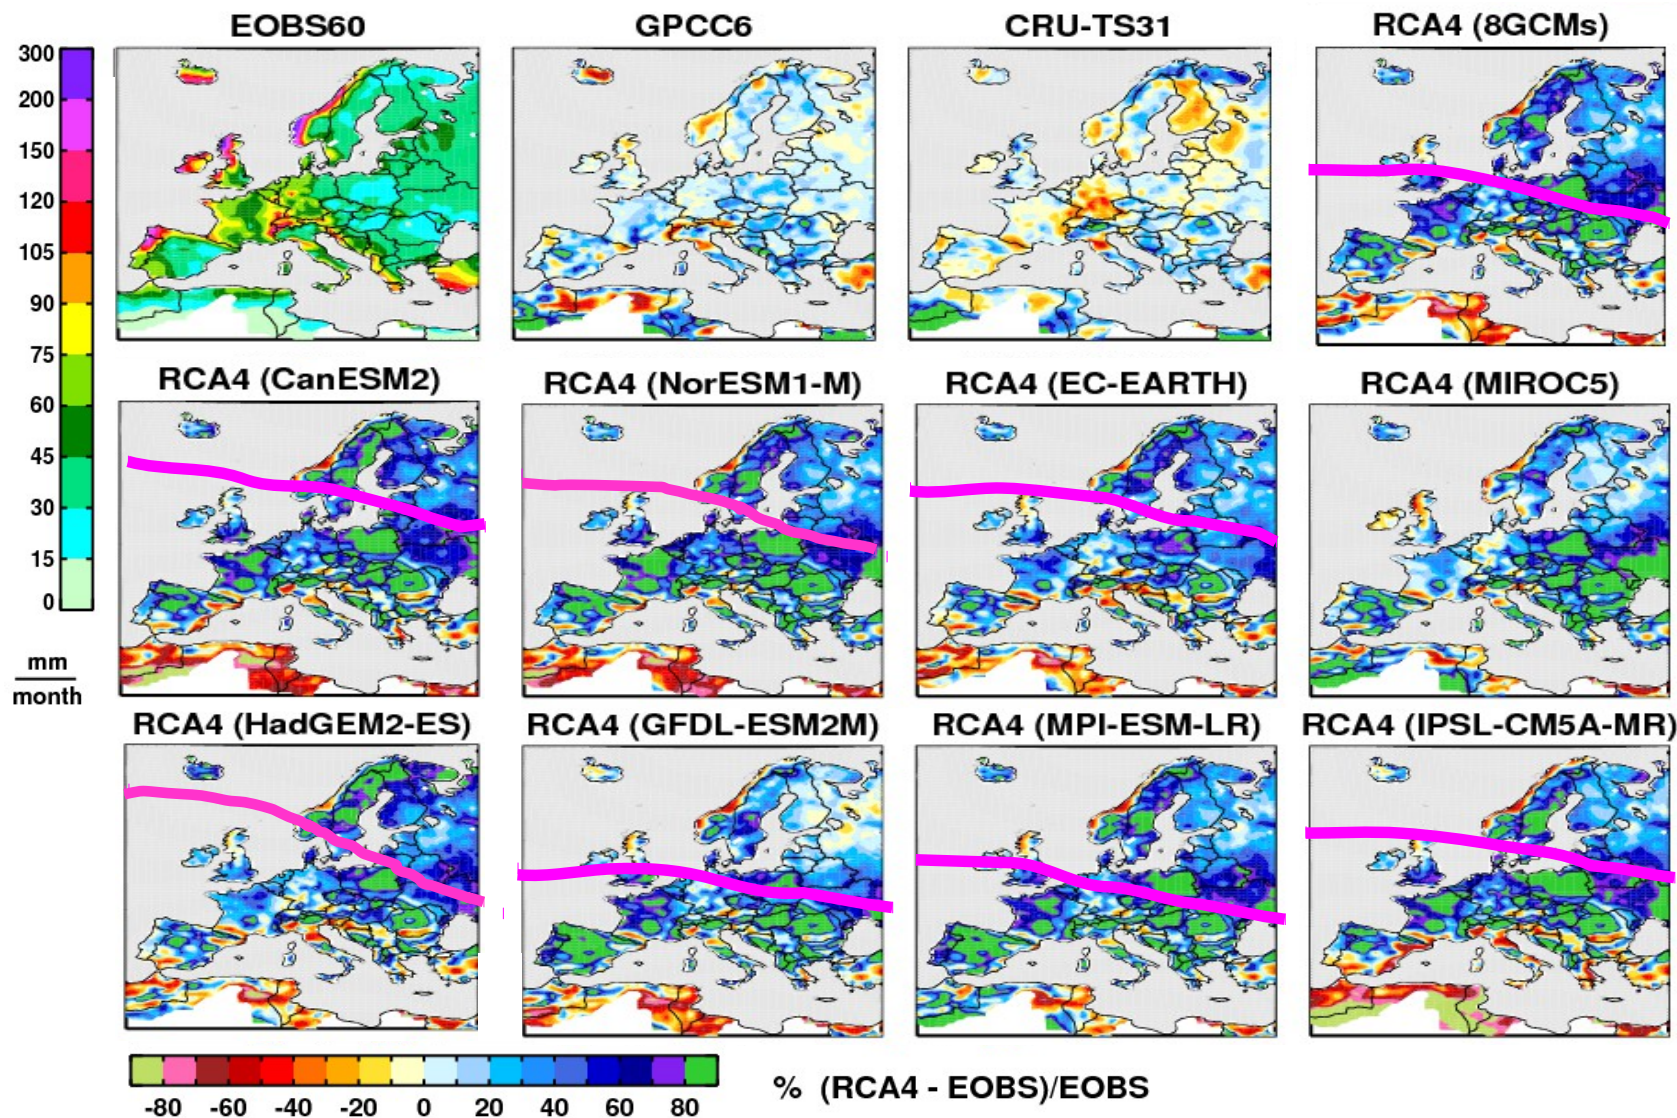 EOBS60
GPCC6
CRU-TS31
RCA4 (8GCMs)
300
200
150
120
105
90
75
60
45
30
15
0
mm
month
RCA4 (CanESM2)
RCA4 (NorESM1-M)
RCA4 (EC-EARTH)
RCA4 (MIROC5)
RCA4 (HadGEM2-ES)
RCA4 (GFDL-ESM2M)
RCA4 (MPI-ESM-LR)
RCA4 (IPSL-CM5A-MR)
-80 -60 -40 -20 0 20 40 60 80
% (RCA4 - EOBS)/EOBS